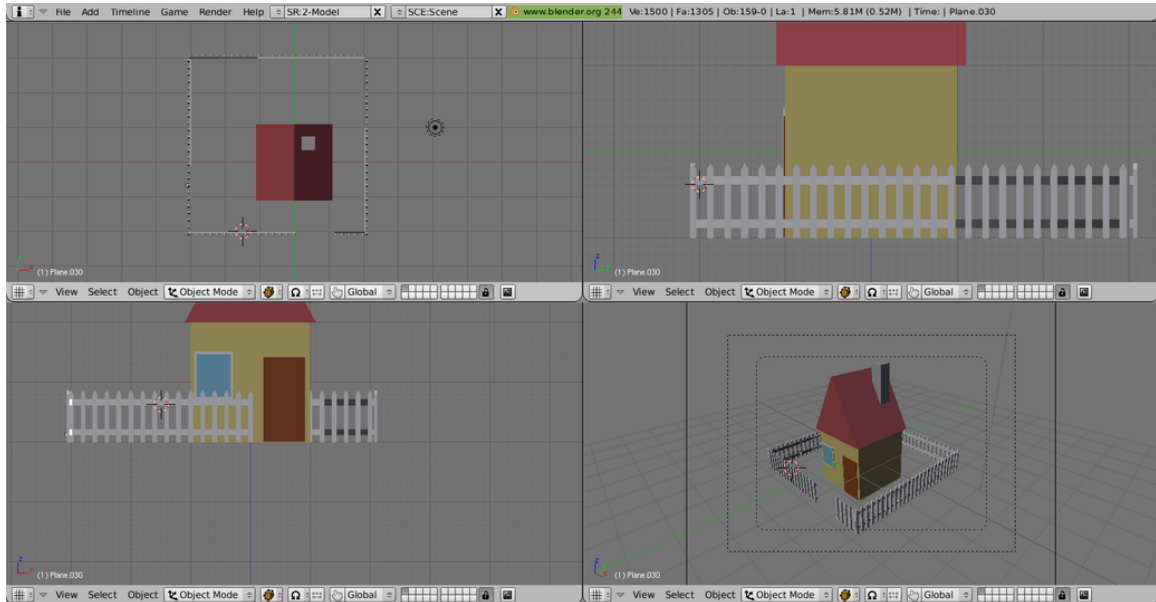 File Add Timeline Game Render Help SR:2-Model X SCE:Scene X www.blender.org 244 Ve:1500 | Fa:1305 | Ob:159-0 | La:1 | Mem:5.81M (0.52M) | Time: | Plane.030
(1) Plane.030
(1) Plane.030
View Select Object Object Mode Global
View Select Object Object Mode Global
(1) Plane.030
(1) Plane.030
View Select Object Object Mode Global
View Select Object Object Mode Global